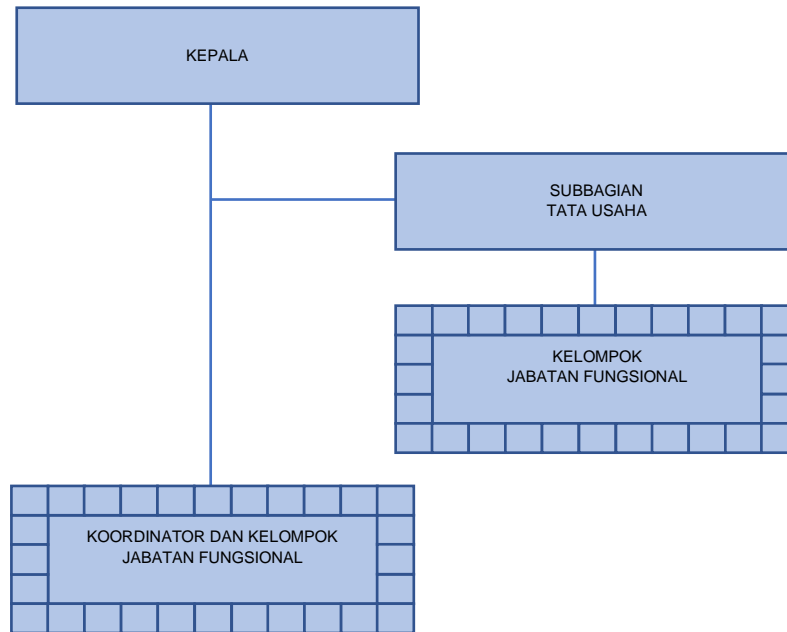 KEPALA
SUBBAGIAN
TATA USAHA
KELOMPOK
JABATAN FUNGSIONAL
KOORDINATOR DAN KELOMPOK
JABATAN FUNGSIONAL